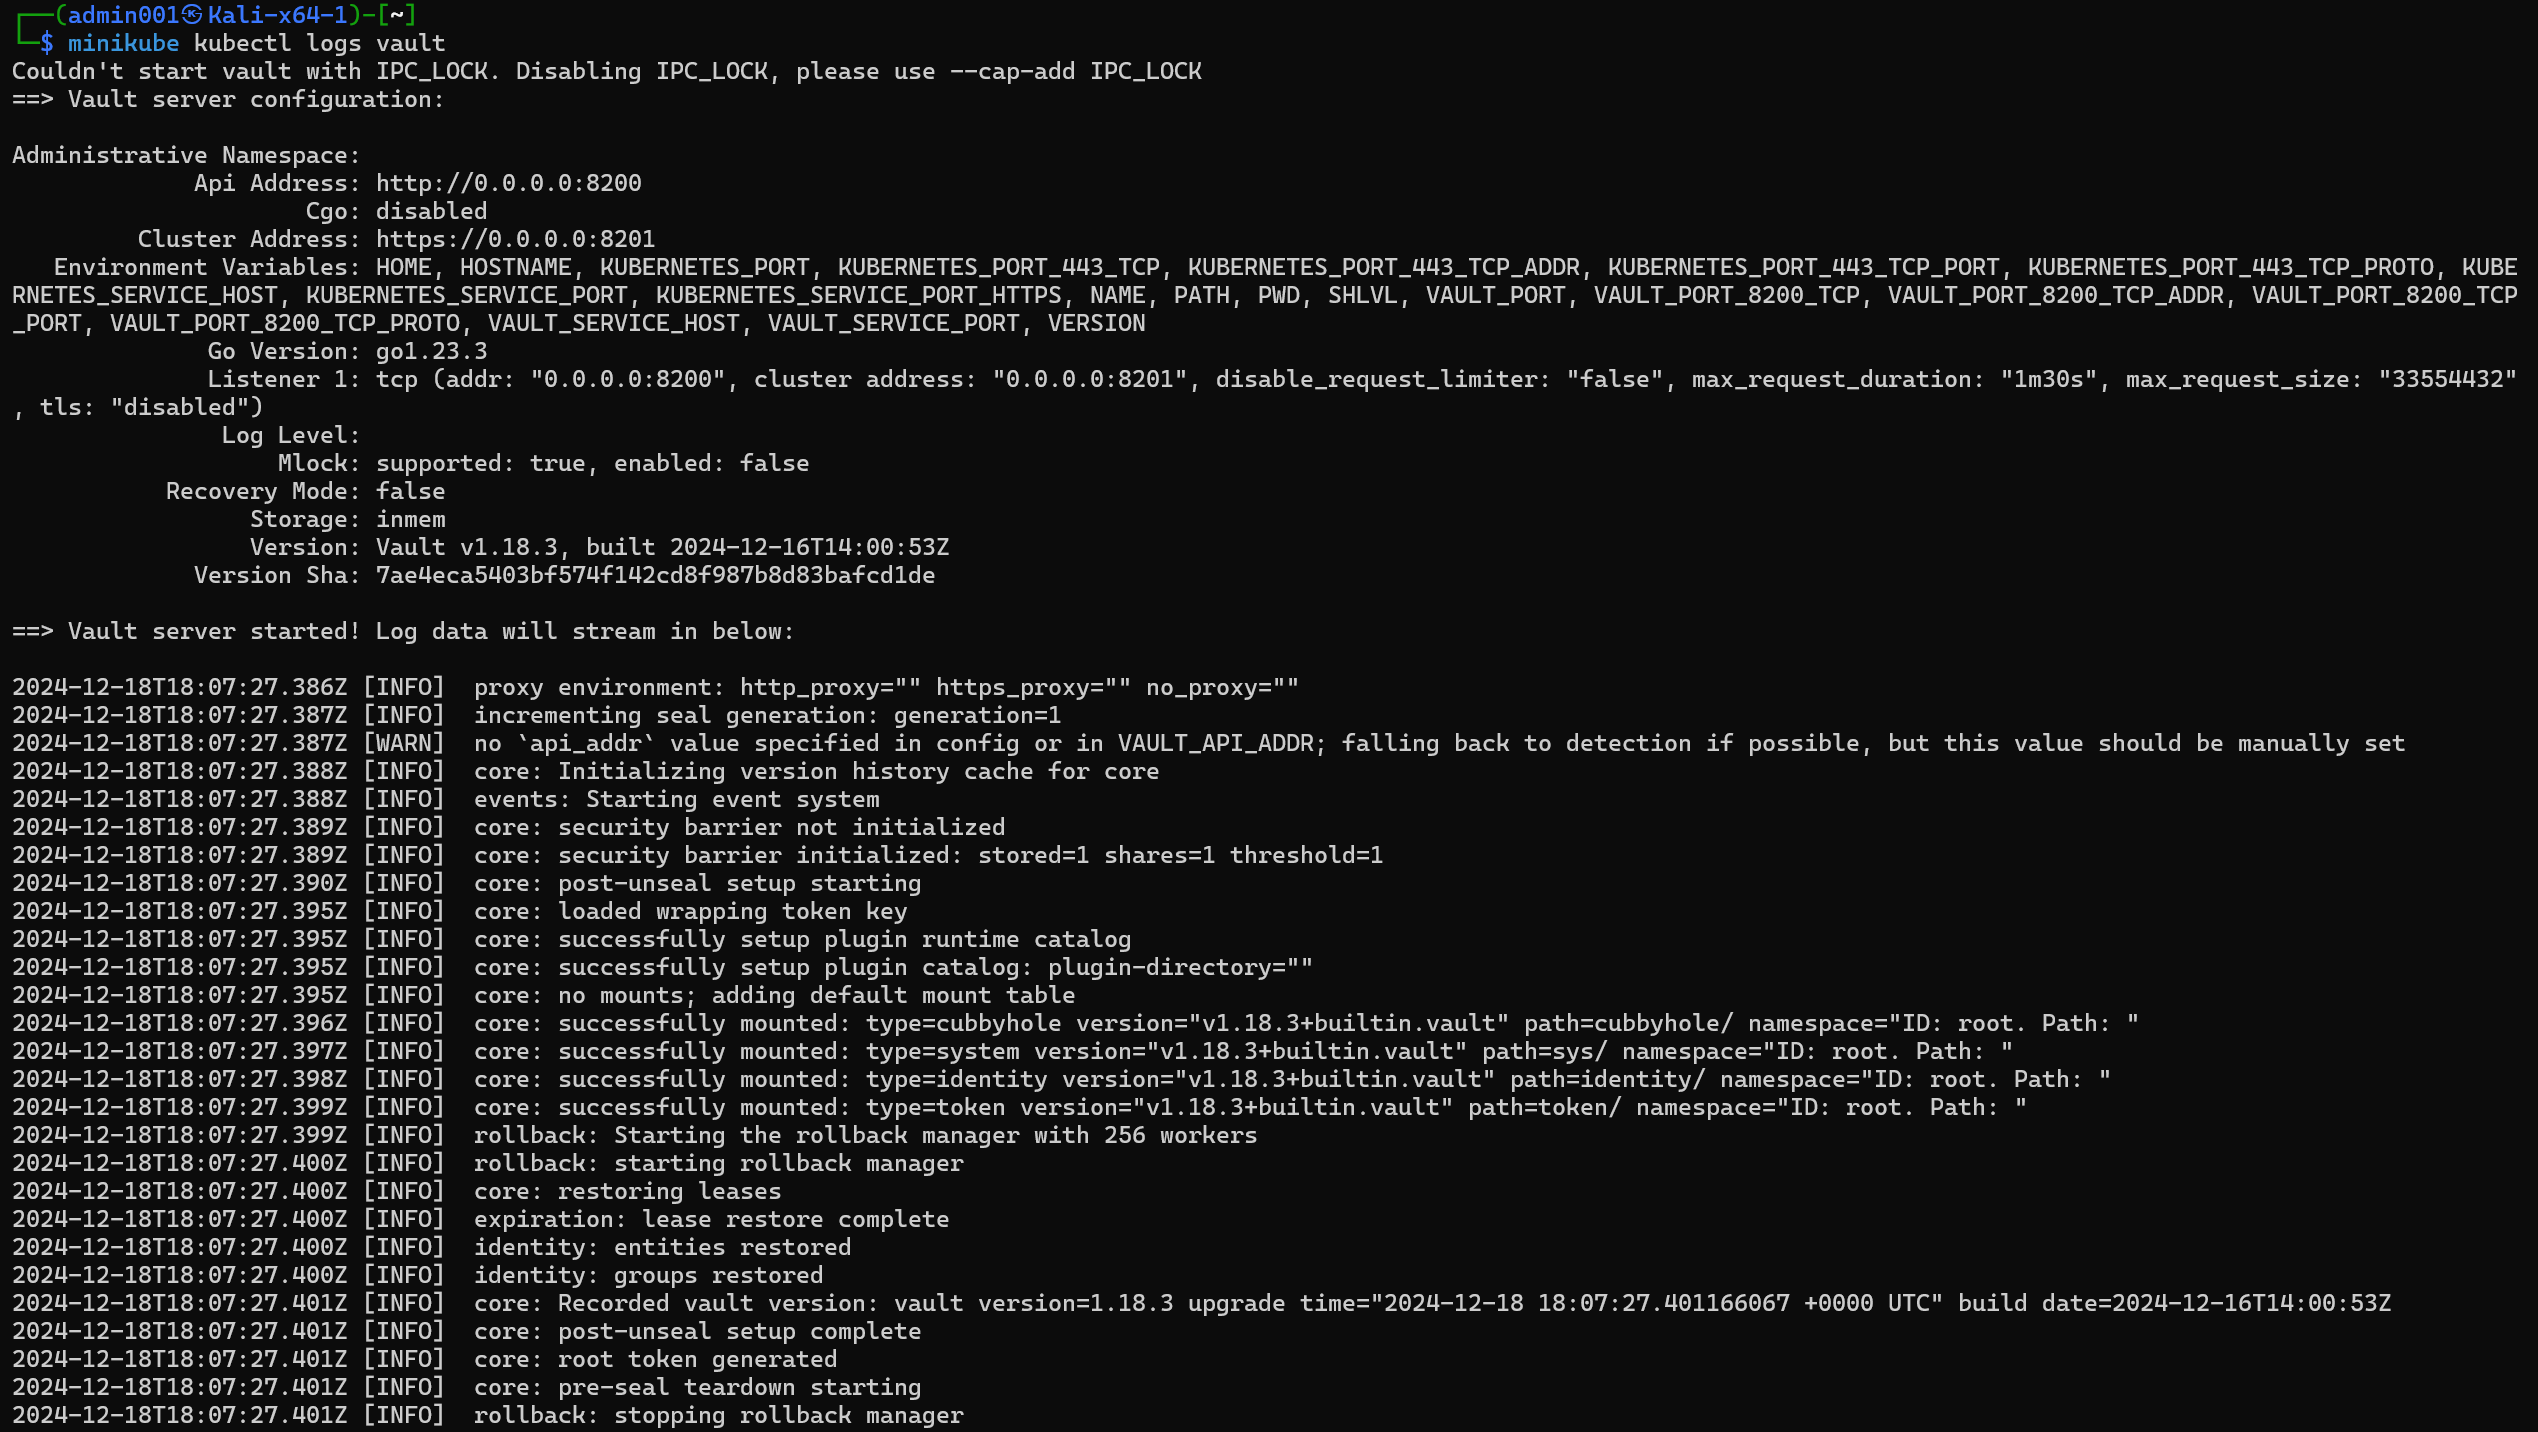 ┌──(admin001㉿Kali-x64-1)-[~]
└─$ minikube kubectl logs vault
Couldn't start vault with IPC_LOCK. Disabling IPC_LOCK, please use --cap-add IPC_LOCK
==> Vault server configuration:

Administrative Namespace:
             Api Address: http://0.0.0.0:8200
                     Cgo: disabled
         Cluster Address: https://0.0.0.0:8201
   Environment Variables: HOME, HOSTNAME, KUBERNETES_PORT, KUBERNETES_PORT_443_TCP, KUBERNETES_PORT_443_TCP_ADDR, KUBERNETES_PORT_443_TCP_PORT, KUBERNETES_PORT_443_TCP_PROTO, KUBE
RNETES_SERVICE_HOST, KUBERNETES_SERVICE_PORT, KUBERNETES_SERVICE_PORT_HTTPS, NAME, PATH, PWD, SHLVL, VAULT_PORT, VAULT_PORT_8200_TCP, VAULT_PORT_8200_TCP_ADDR, VAULT_PORT_8200_TCP
_PORT, VAULT_PORT_8200_TCP_PROTO, VAULT_SERVICE_HOST, VAULT_SERVICE_PORT, VERSION
              Go Version: go1.23.3
              Listener 1: tcp (addr: "0.0.0.0:8200", cluster address: "0.0.0.0:8201", disable_request_limiter: "false", max_request_duration: "1m30s", max_request_size: "33554432"
, tls: "disabled")
               Log Level:
                   Mlock: supported: true, enabled: false
           Recovery Mode: false
                 Storage: inmem
                 Version: Vault v1.18.3, built 2024-12-16T14:00:53Z
             Version Sha: 7ae4eca5403bf574f142cd8f987b8d83bafcd1de

==> Vault server started! Log data will stream in below:

2024-12-18T18:07:27.386Z [INFO]  proxy environment: http_proxy="" https_proxy="" no_proxy=""
2024-12-18T18:07:27.387Z [INFO]  incrementing seal generation: generation=1
2024-12-18T18:07:27.387Z [WARN]  no `api_addr` value specified in config or in VAULT_API_ADDR; falling back to detection if possible, but this value should be manually set
2024-12-18T18:07:27.388Z [INFO]  core: Initializing version history cache for core
2024-12-18T18:07:27.388Z [INFO]  events: Starting event system
2024-12-18T18:07:27.389Z [INFO]  core: security barrier not initialized
2024-12-18T18:07:27.389Z [INFO]  core: security barrier initialized: stored=1 shares=1 threshold=1
2024-12-18T18:07:27.390Z [INFO]  core: post-unseal setup starting
2024-12-18T18:07:27.395Z [INFO]  core: loaded wrapping token key
2024-12-18T18:07:27.395Z [INFO]  core: successfully setup plugin runtime catalog
2024-12-18T18:07:27.395Z [INFO]  core: successfully setup plugin catalog: plugin-directory=""
2024-12-18T18:07:27.395Z [INFO]  core: no mounts; adding default mount table
2024-12-18T18:07:27.396Z [INFO]  core: successfully mounted: type=cubbyhole version="v1.18.3+builtin.vault" path=cubbyhole/ namespace="ID: root. Path: "
2024-12-18T18:07:27.397Z [INFO]  core: successfully mounted: type=system version="v1.18.3+builtin.vault" path=sys/ namespace="ID: root. Path: "
2024-12-18T18:07:27.398Z [INFO]  core: successfully mounted: type=identity version="v1.18.3+builtin.vault" path=identity/ namespace="ID: root. Path: "
2024-12-18T18:07:27.399Z [INFO]  core: successfully mounted: type=token version="v1.18.3+builtin.vault" path=token/ namespace="ID: root. Path: "
2024-12-18T18:07:27.399Z [INFO]  rollback: Starting the rollback manager with 256 workers
2024-12-18T18:07:27.400Z [INFO]  rollback: starting rollback manager
2024-12-18T18:07:27.400Z [INFO]  core: restoring leases
2024-12-18T18:07:27.400Z [INFO]  expiration: lease restore complete
2024-12-18T18:07:27.400Z [INFO]  identity: entities restored
2024-12-18T18:07:27.400Z [INFO]  identity: groups restored
2024-12-18T18:07:27.401Z [INFO]  core: Recorded vault version: vault version=1.18.3 upgrade time="2024-12-18 18:07:27.401166067 +0000 UTC" build date=2024-12-16T14:00:53Z
2024-12-18T18:07:27.401Z [INFO]  core: post-unseal setup complete
2024-12-18T18:07:27.401Z [INFO]  core: root token generated
2024-12-18T18:07:27.401Z [INFO]  core: pre-seal teardown starting
2024-12-18T18:07:27.401Z [INFO]  rollback: stopping rollback manager